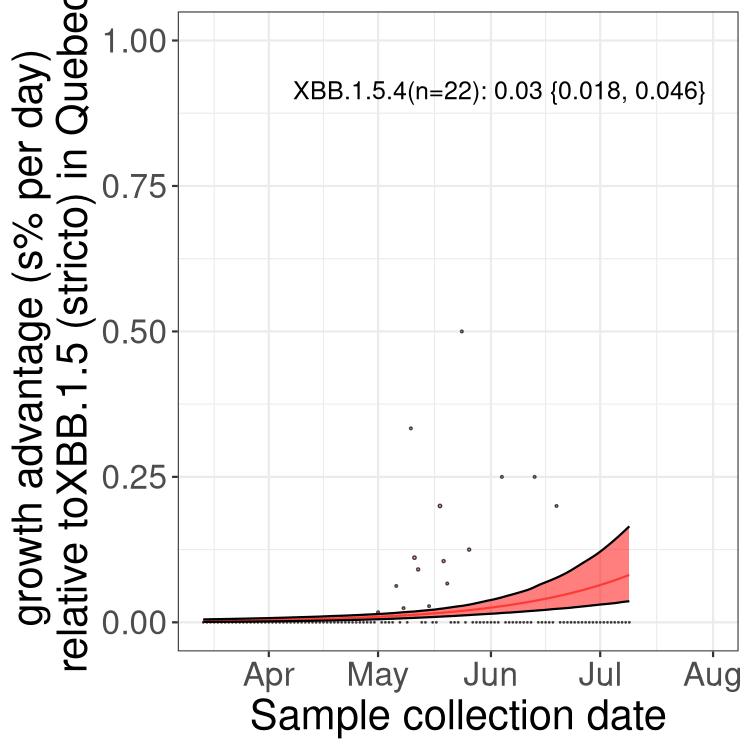 growth advantage (s% per day)
relative toXBB.1.5 (stricto) in Quebec
1.00
0.75
0.50
0.25
0.00
XBB.1.5.4(n=22): 0.03 {0.018, 0.046}
Apr
May
Jun
Jul
Aug
Sample collection date